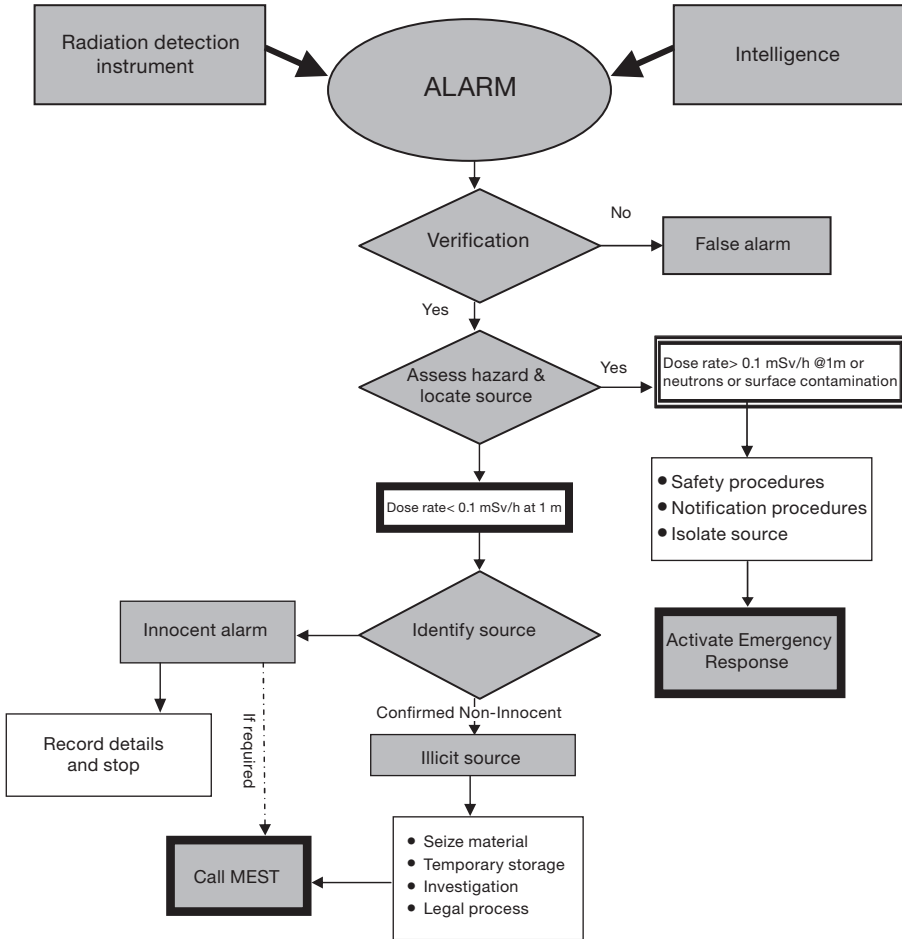 Radiation detection
instrument
ALARM
Intelligence
Verification
No
False alarm
Yes
Assess hazard &
locate source
Yes
Dose rate> 0.1 mSv/h @1m or
neutrons or surface contamination
Dose rate< 0.1 mSv/h at 1 m
• Safety procedures
• Notification procedures
• Isolate source
Innocent alarm
Identify source
Activate Emergency
Response
If required
Confirmed Non-Innocent
Record details
and stop
Illicit source
Call MEST
• Seize material
• Temporary storage
• Investigation
• Legal process